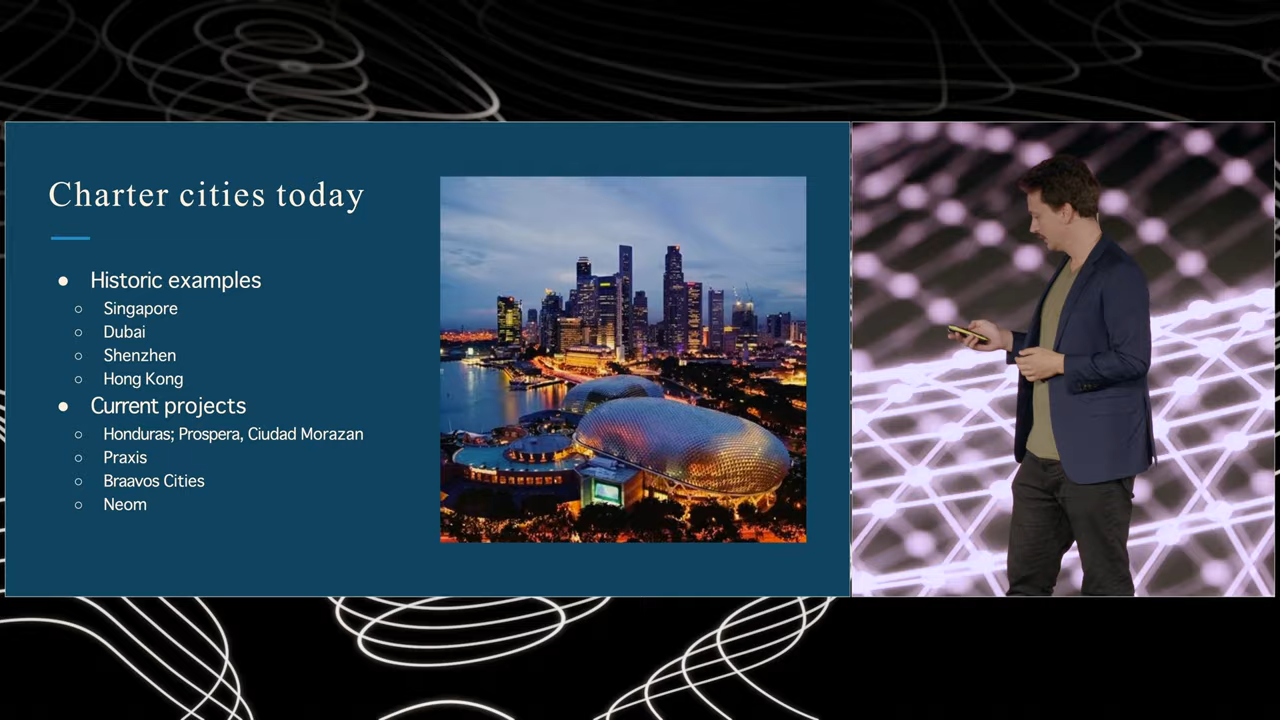 Charter cities today
● Historic examples
○ Singapore
○ Dubai
○ Shenzhen
○ Hong Kong
● Current projects
○ Honduras; Prospera, Ciudad Morazan
○ Praxis
○ Braavos Cities
○ Neom